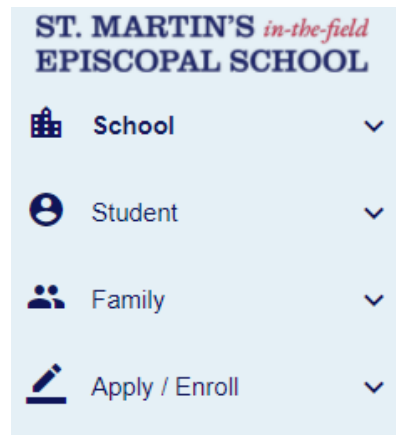 ST. MARTIN'S in-the-field
EPISCOPAL SCHOOL
School
Student
Family
Apply / Enroll